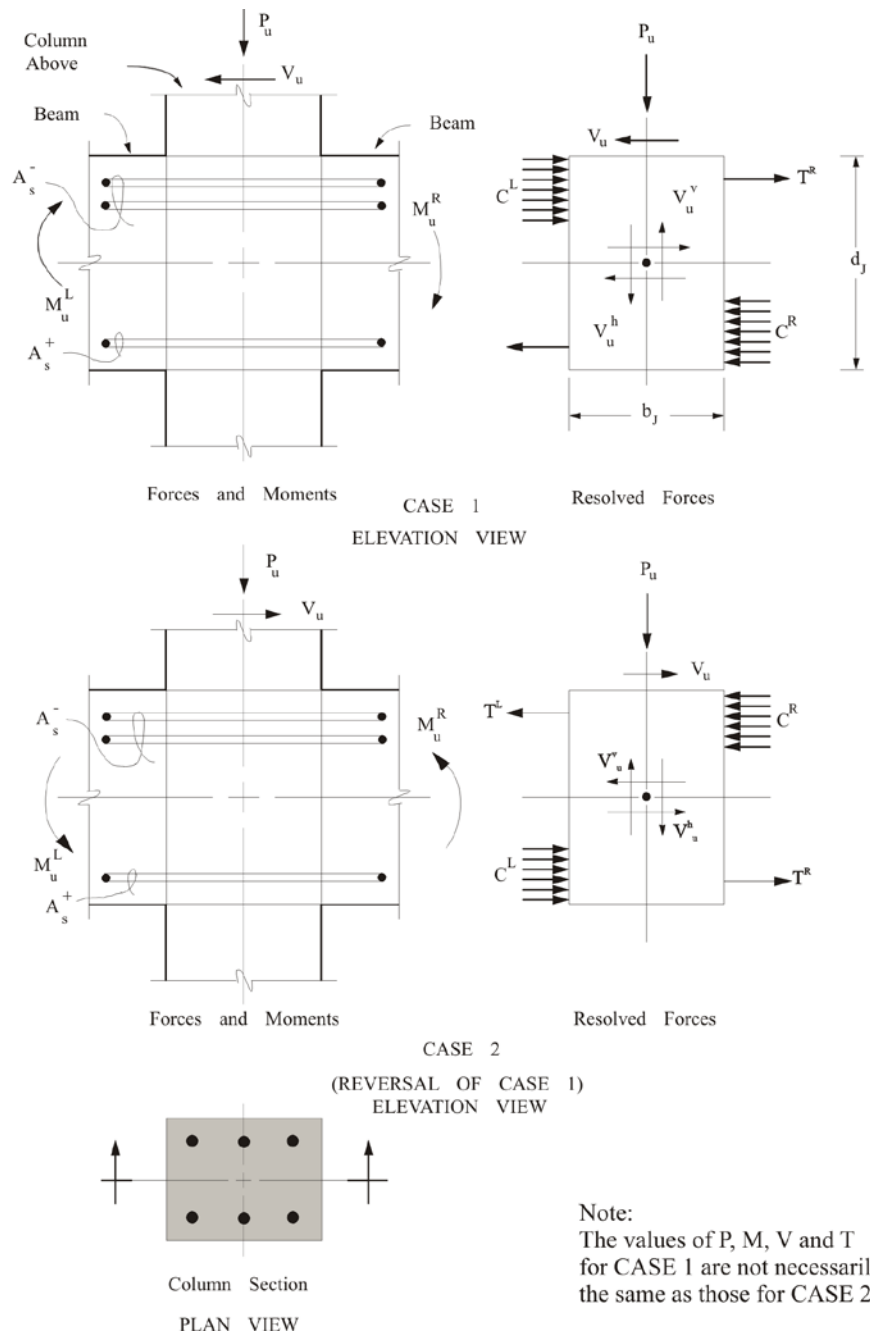 P_u
Column
Above
V_u
Beam
Beam
A_s^-
M_u^R
M_u^L
A_s^+
Forces and Moments
P_u
V_u
C^L
T^R
V_u^v
d_J
V_u^h
C^R
b_J
Resolved Forces
CASE 1
ELEVATION VIEW
P_u
V_u
A_s^-
M_u^R
M_u^L
A_s^+
Forces and Moments
P_u
V_u
T^L
C^R
V_u^v
V_u^h
C^L
T^R
Resolved Forces
CASE 2
(REVERSAL OF CASE 1)
ELEVATION VIEW
Column Section
PLAN VIEW
Note:
The values of P, M, V and T
for CASE 1 are not necessaril
the same as those for CASE 2